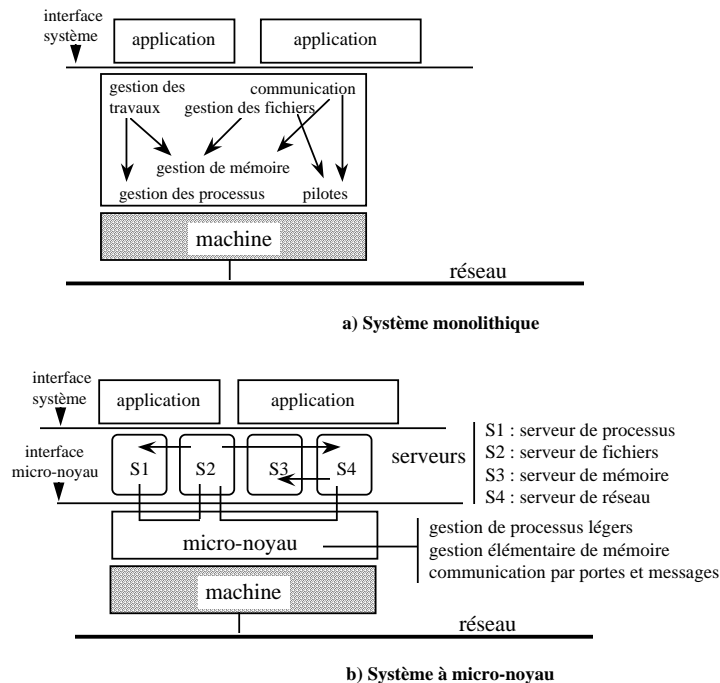 interface
système
application
application
gestion des
travaux
communication
gestion des fichiers
gestion de mémoire
gestion des processus
pilotes
machine
réseau
a) Système monolithique
interface
système
application
application
interface
micro-noyau
S1
S2
S3
S4
serveurs
S1 : serveur de processus
S2 : serveur de fichiers
S3 : serveur de mémoire
S4 : serveur de réseau
micro-noyau
gestion de processus légers
gestion élémentaire de mémoire
communication par portes et messages
machine
réseau
b) Système à micro-noyau